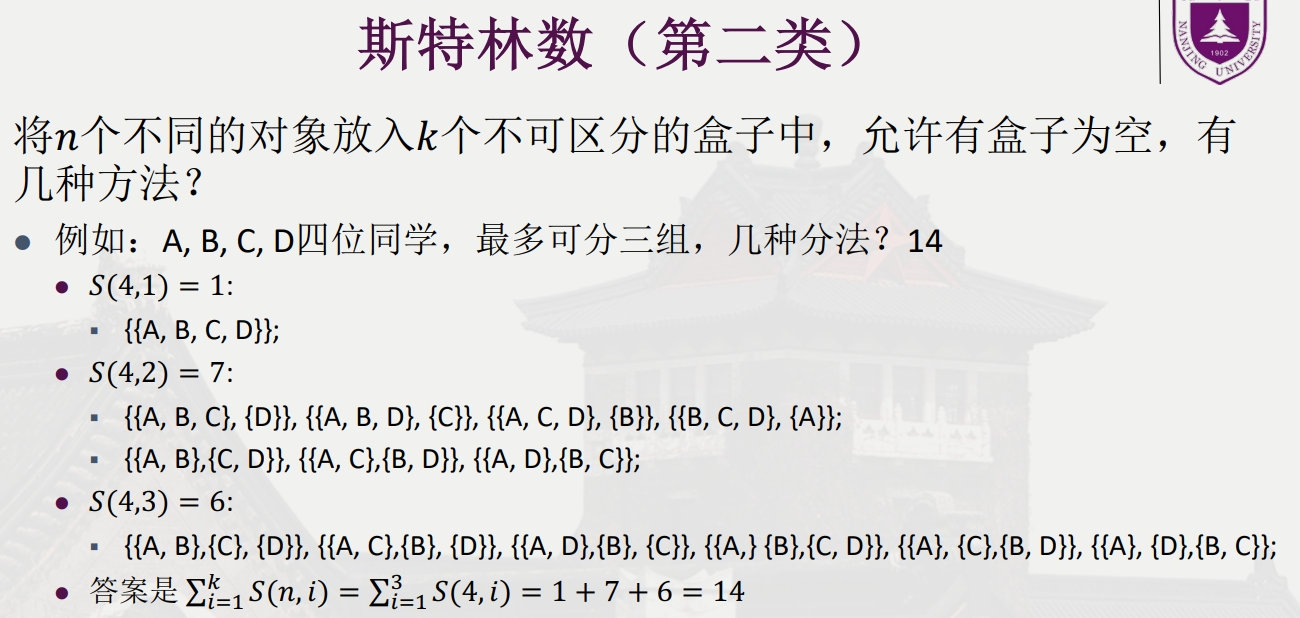 斯特林数（第二类）
NANJING UNIVERSITY
1902
将n个不同的对象放入k个不可区分的盒子中，允许有盒子为空，有
几种方法？
● 例如：A, B, C, D四位同学，最多可分三组，几种分法？14
● S(4,1) = 1:
▪ {{A, B, C, D}};
● S(4,2) = 7:
▪ {{A, B, C}, {D}}, {{A, B, D}, {C}}, {{A, C, D}, {B}}, {{B, C, D}, {A}};
▪ {{A, B},{C, D}}, {{A, C},{B, D}}, {{A, D},{B, C}};
● S(4,3) = 6:
▪ {{A, B},{C}, {D}}, {{A, C},{B}, {D}}, {{A, D},{B}, {C}}, {{A,} {B},{C, D}}, {{A}, {C},{B, D}}, {{A}, {D},{B, C}};
● 答案是 ∑_{i=1}^{k} S(n, i) = ∑_{i=1}^{3} S(4, i) = 1 + 7 + 6 = 14